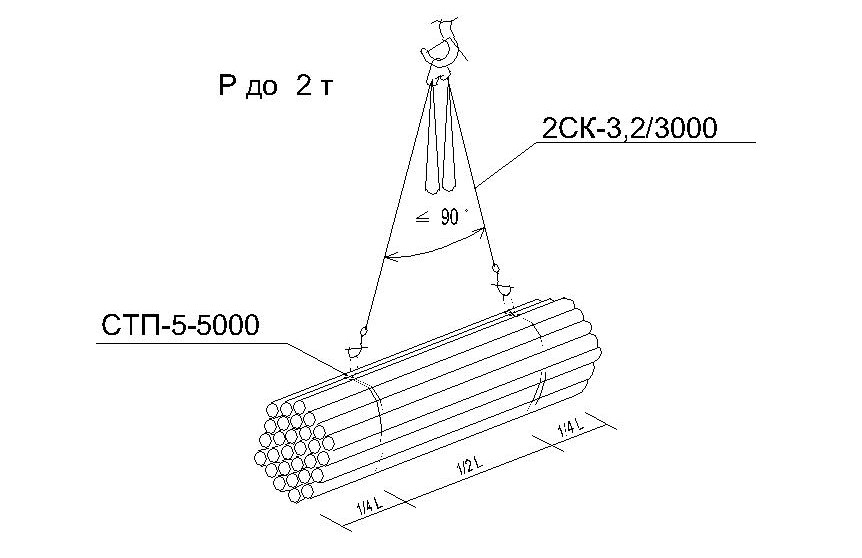 Р до 2 т
2СК-3,2/3000
≤ 90°
СТП-5-5000
1/4 L
1/2 L
1/4 L